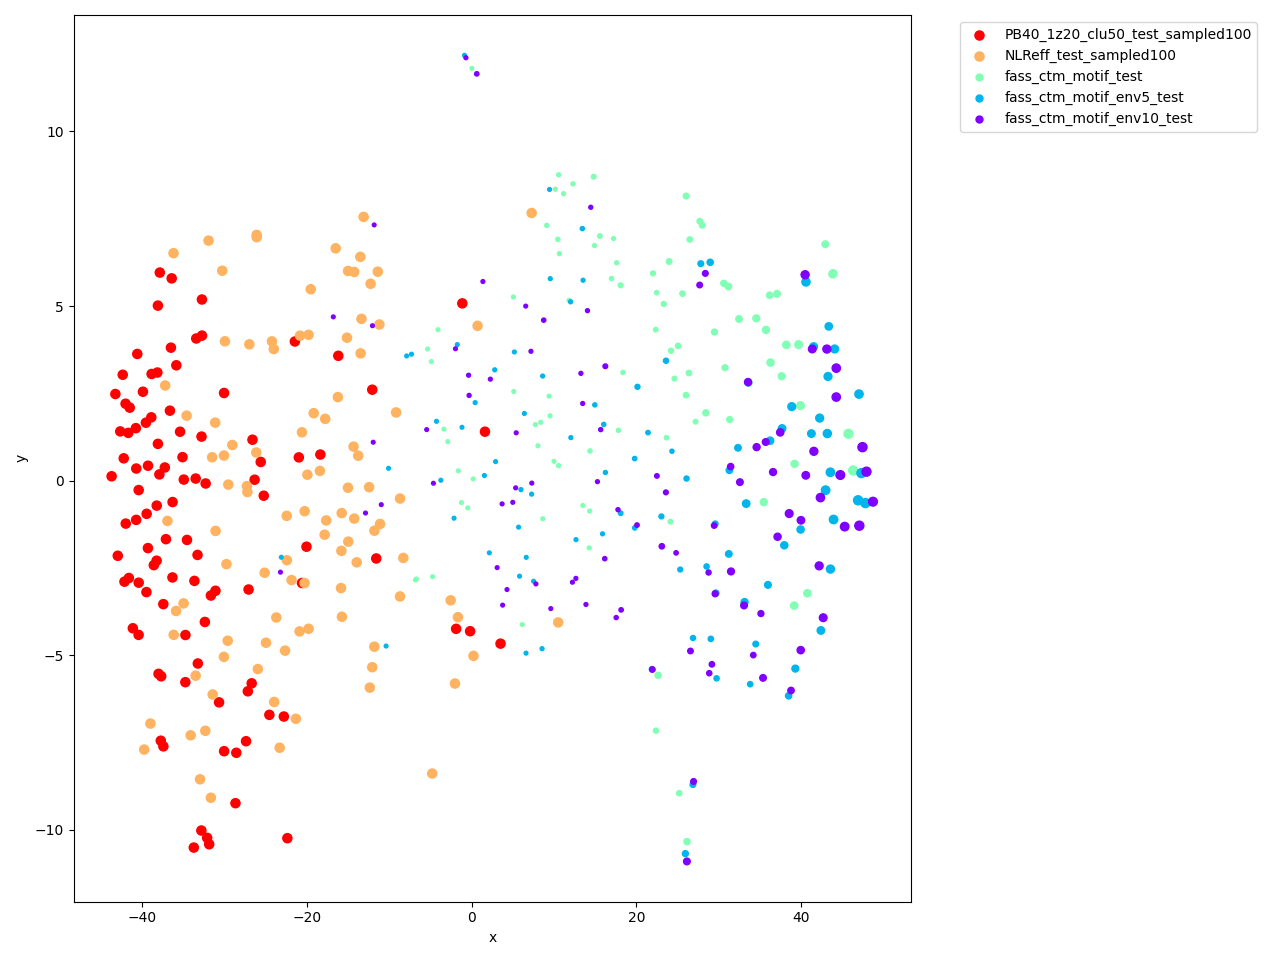 PB40_1z20_clu50_test_sampled100
NLReff_test_sampled100
fass_ctm_motif_test
fass_ctm_motif_env5_test
fass_ctm_motif_env10_test
10
5
0
−5
−10
y
−40
−20
0
20
40
x